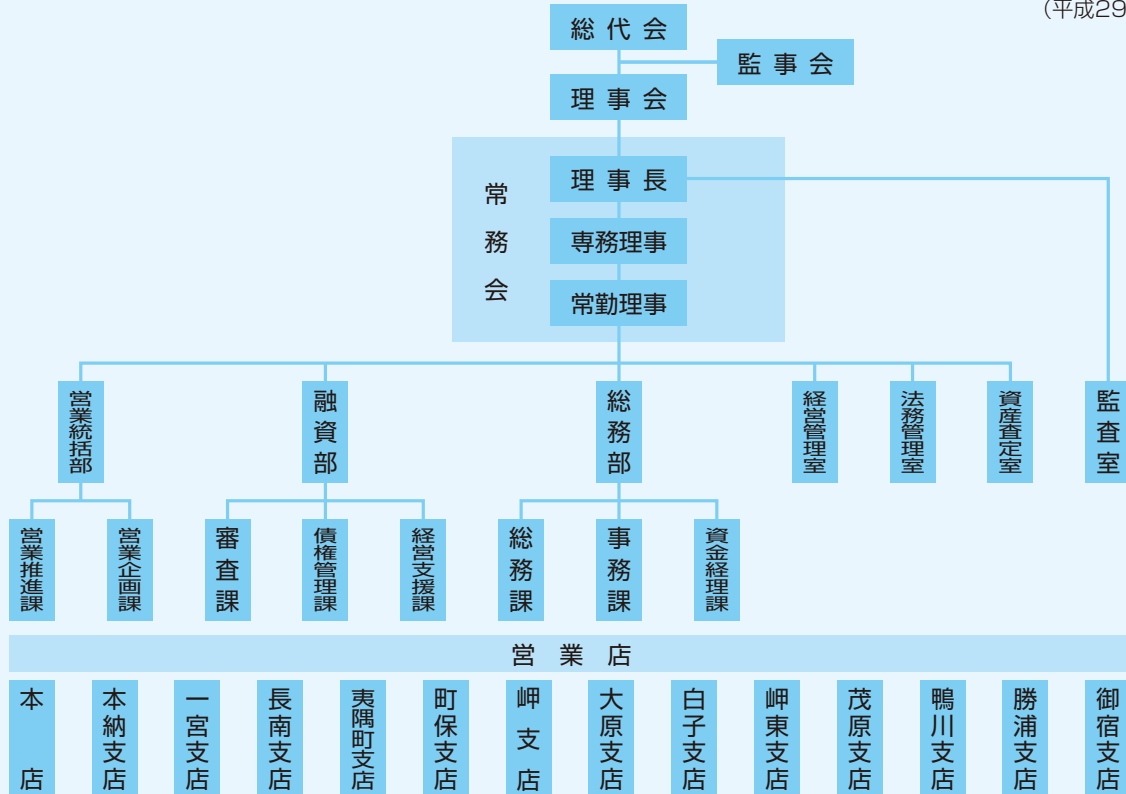 (平成29
総代会
監事会
理事会
常務会
理事長
専務理事
常勤理事
営業統括部
融資部
総務部
経営管理室
法務管理室
資産査定室
監査室
営業推進課
営業企画課
審査課
債権管理課
経営支援課
総務課
事務課
資金経理課
営業店
本店
本納支店
一宮支店
長南支店
夷隅町支店
町保支店
岬支店
大原支店
白子支店
岬東支店
茂原支店
鴨川支店
勝浦支店
御宿支店